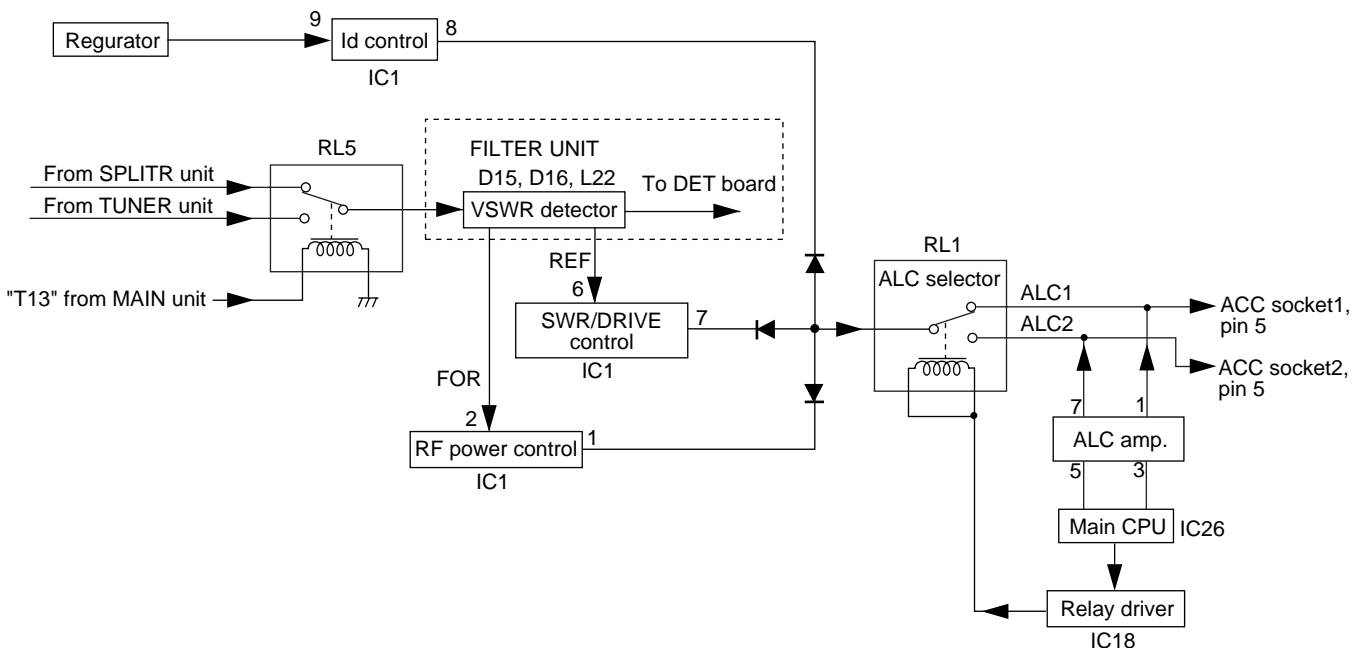 Regurator
9
Id control
8
IC1
RL5
From SPLITR unit
From TUNER unit
"T13" from MAIN unit
FILTER UNIT
D15, D16, L22
VSWR detector
To DET board
REF
6
SWR/DRIVE
control
7
IC1
FOR
2
RF power control
1
IC1
RL1
ALC selector
ALC1
ALC2
ACC socket1,
pin 5
ACC socket2,
pin 5
7
1
ALC amp.
5
3
Main CPU
IC26
Relay driver
IC18